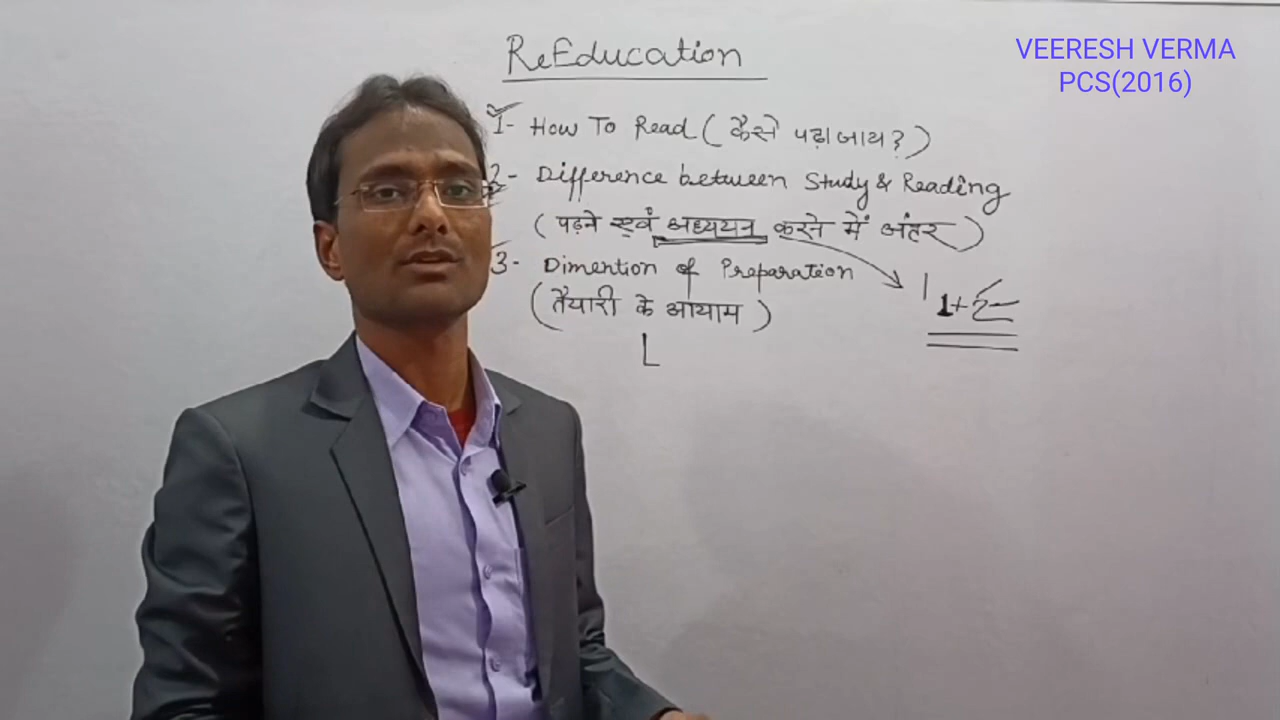 ReEducation
VEERESH VERMA
PCS(2016)
1- How To Read (कैसे पढ़ा जाय?)
2- Difference between Study & Reading
(पढ़ने एवं अध्ययन करने में अंतर)
3- Dimention of Preparation
(तैयारी के आयाम)
1+
L